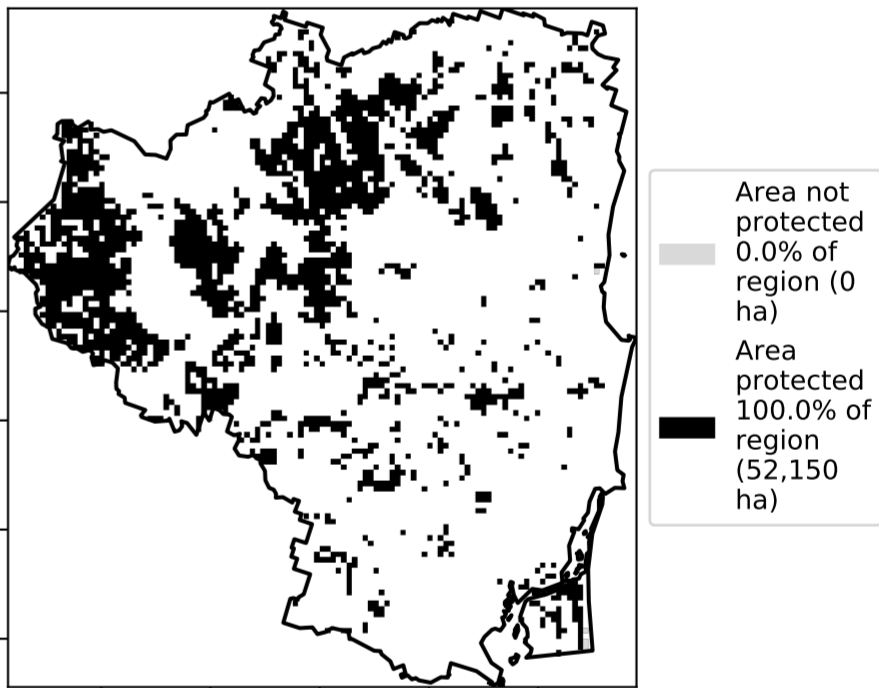 Area not
protected
0.0% of
region (0
ha)
Area
protected
100.0% of
region
(52,150
ha)